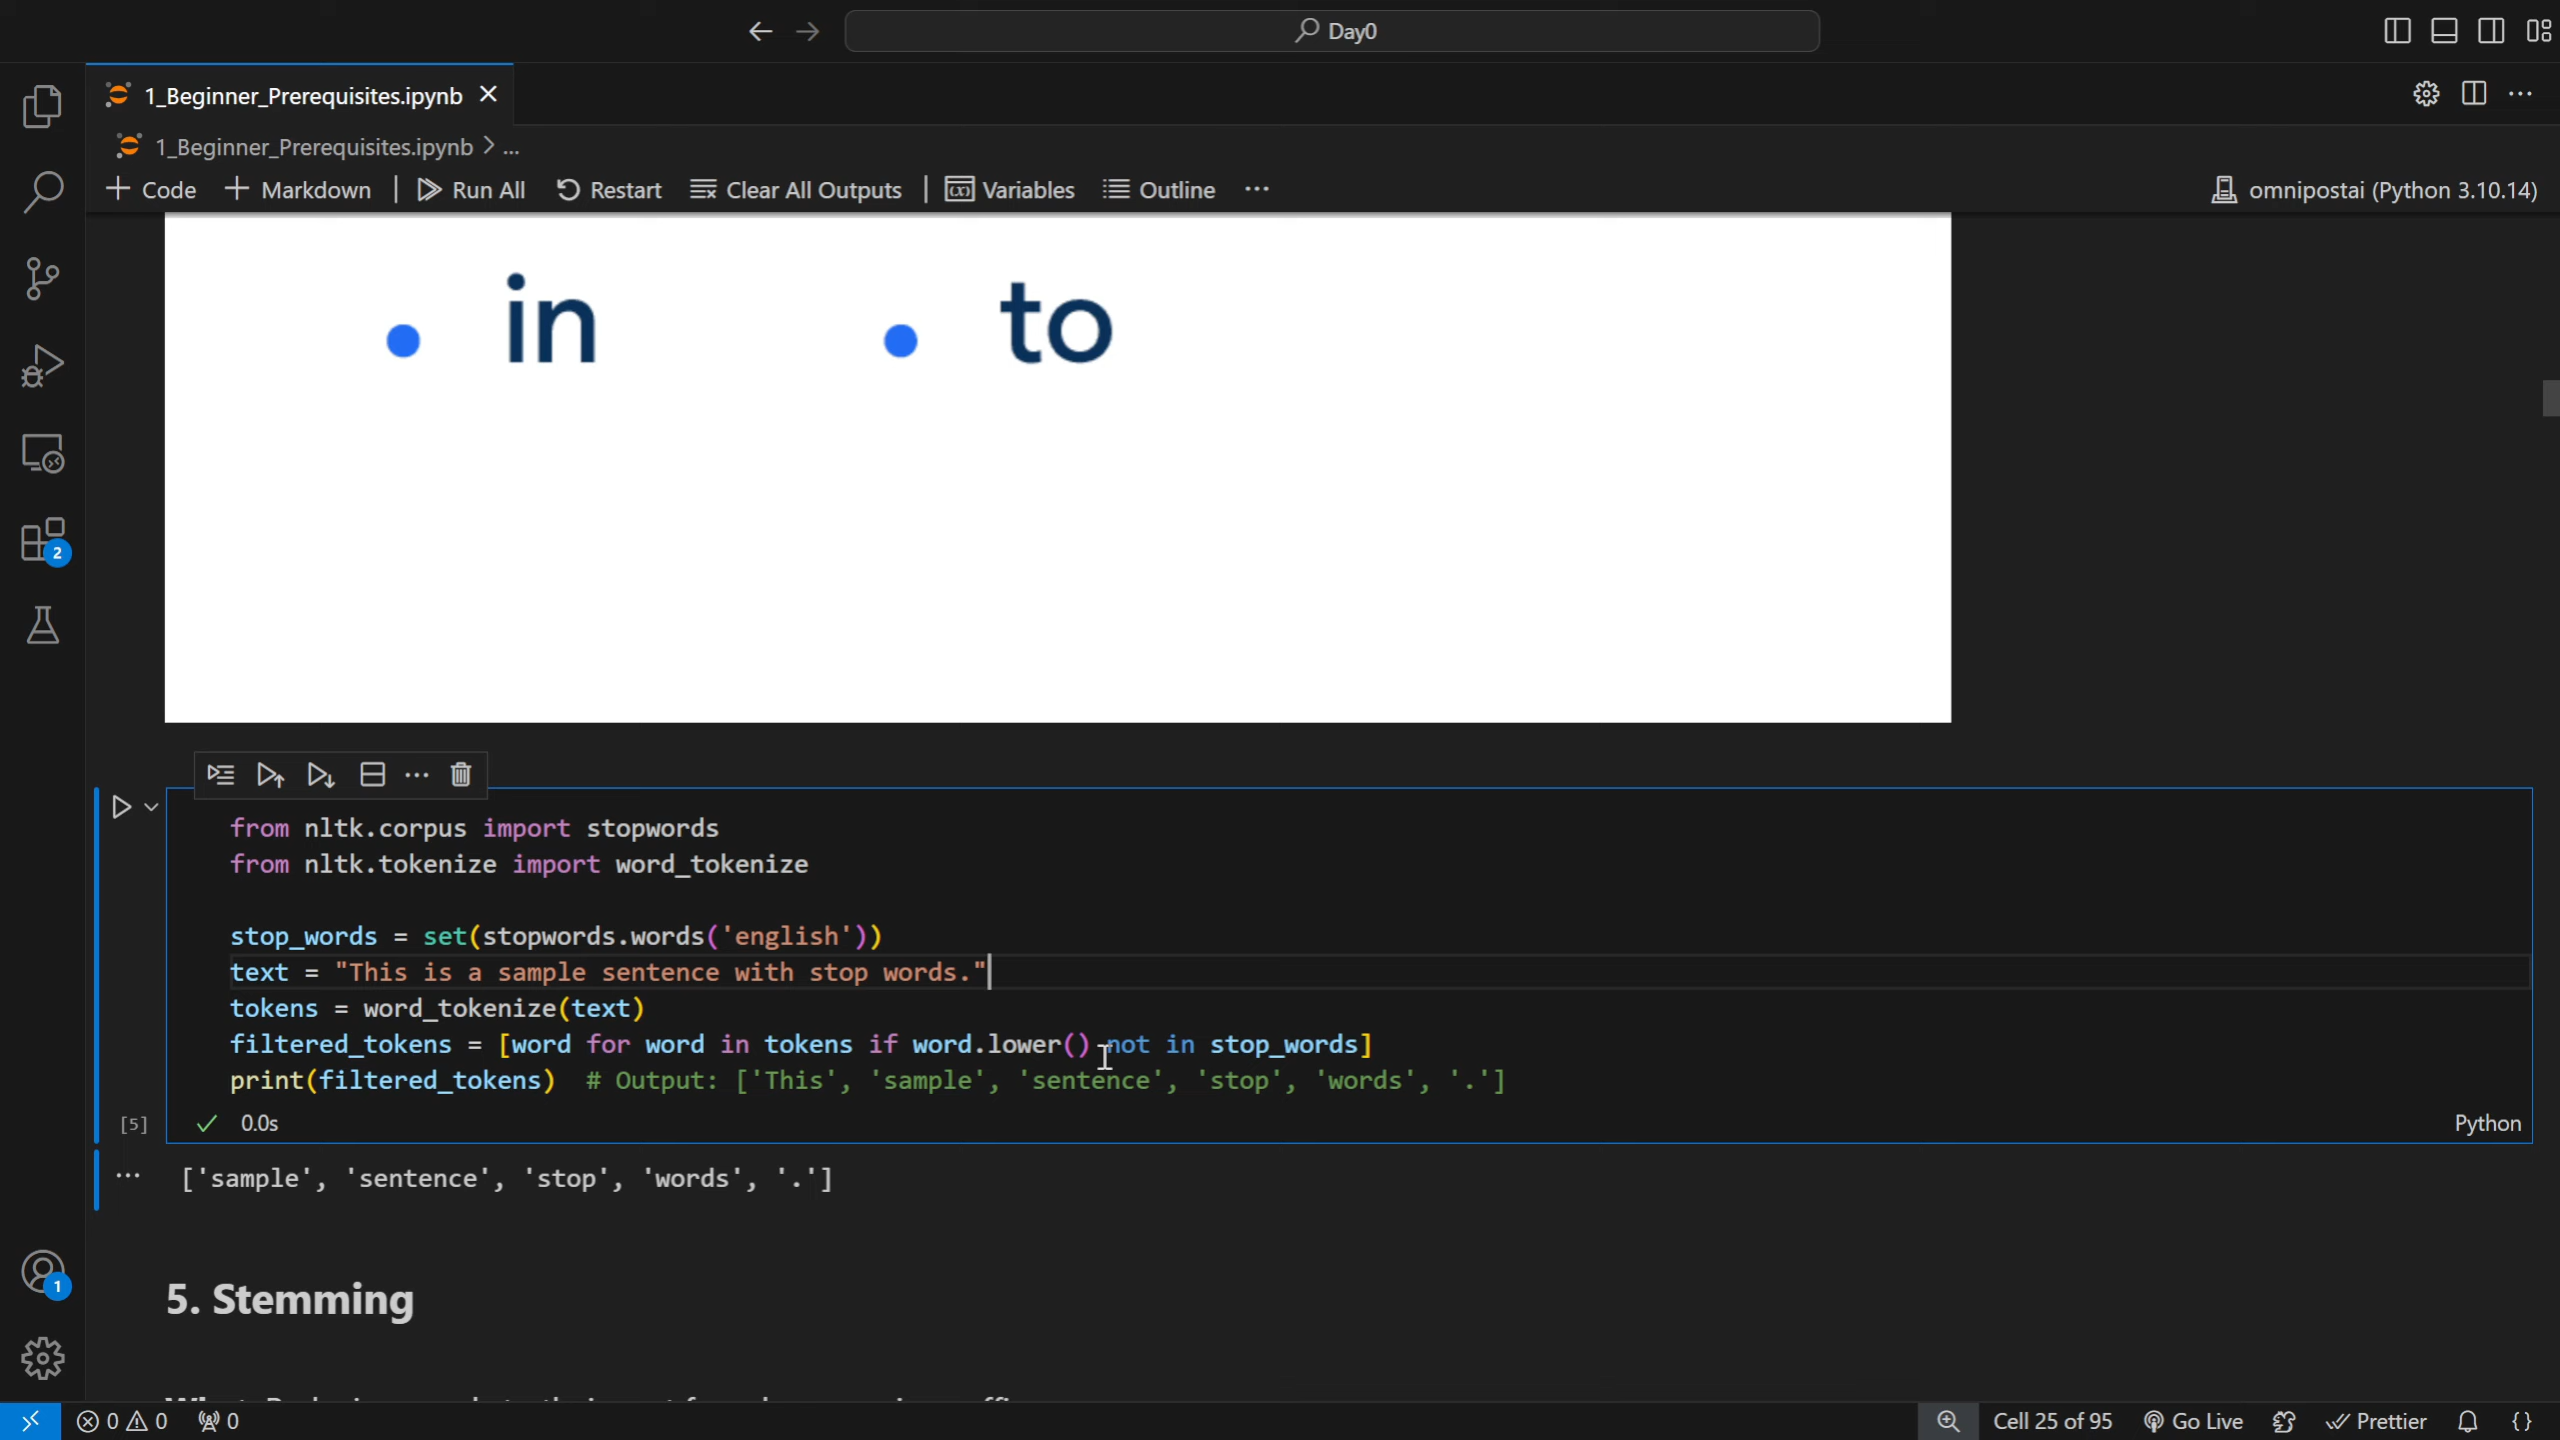 Day0
1_Beginner_Prerequisites.ipynb
1_Beginner_Prerequisites.ipynb > ...
Code Markdown Run All Restart Clear All Outputs Variables Outline ... omnipostai (Python 3.10.14)
• in • to
from nltk.corpus import stopwords
from nltk.tokenize import word_tokenize
stop_words = set(stopwords.words('english'))
text = "This is a sample sentence with stop words."
tokens = word_tokenize(text)
filtered_tokens = [word for word in tokens if word.lower() not in stop_words]
print(filtered_tokens)  # Output: ['This', 'sample', 'sentence', 'stop', 'words', '.']
[5] 0.0s Python
... ['sample', 'sentence', 'stop', 'words', '.']
5. Stemming
2
1
0 0 0 Cell 25 of 95 Go Live Prettier {}